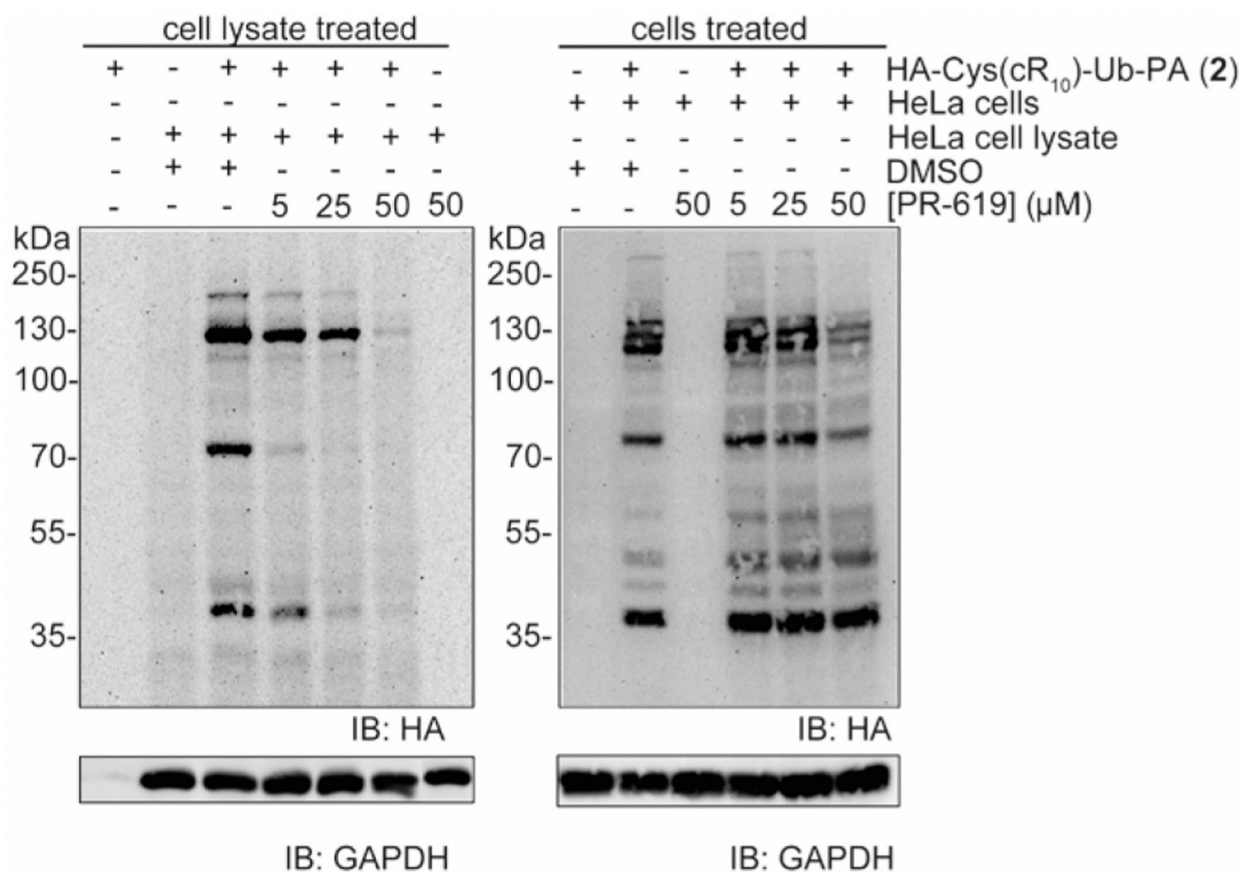 cell lysate treated cells treated
+ - + + + + - - + - + + + HA-Cys(cR₁₀)-Ub-PA (2)
- - - - - - - + + + + + + HeLa cells
- + + + + + + - - - - - - HeLa cell lysate
- + + - - - - + + - - - - DMSO
- - - 5 25 50 50 - - 50 5 25 50 [PR-619] (µM)
kDa kDa
250- 250-
130- 130-
100- 100-
70- 70-
55- 55-
35- 35-
IB: HA IB: HA
IB: GAPDH IB: GAPDH